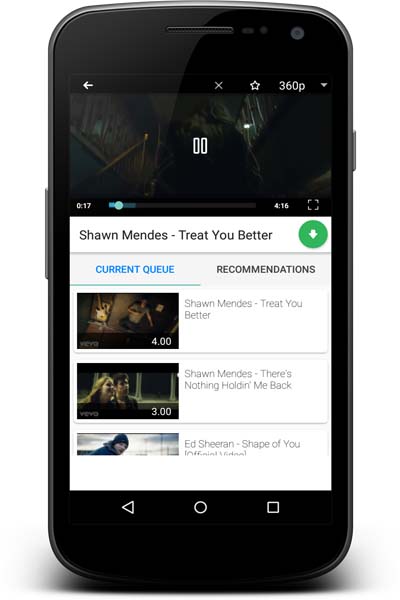 360p
0:17
4:16
Shawn Mendes - Treat You Better
CURRENT QUEUE
RECOMMENDATIONS
Shawn Mendes - Treat You
Better
4.00
vevo
Shawn Mendes - There's
Nothing Holdin' Me Back
3.00
vevo
Ed Sheeran - Shape of You
[Official Video]